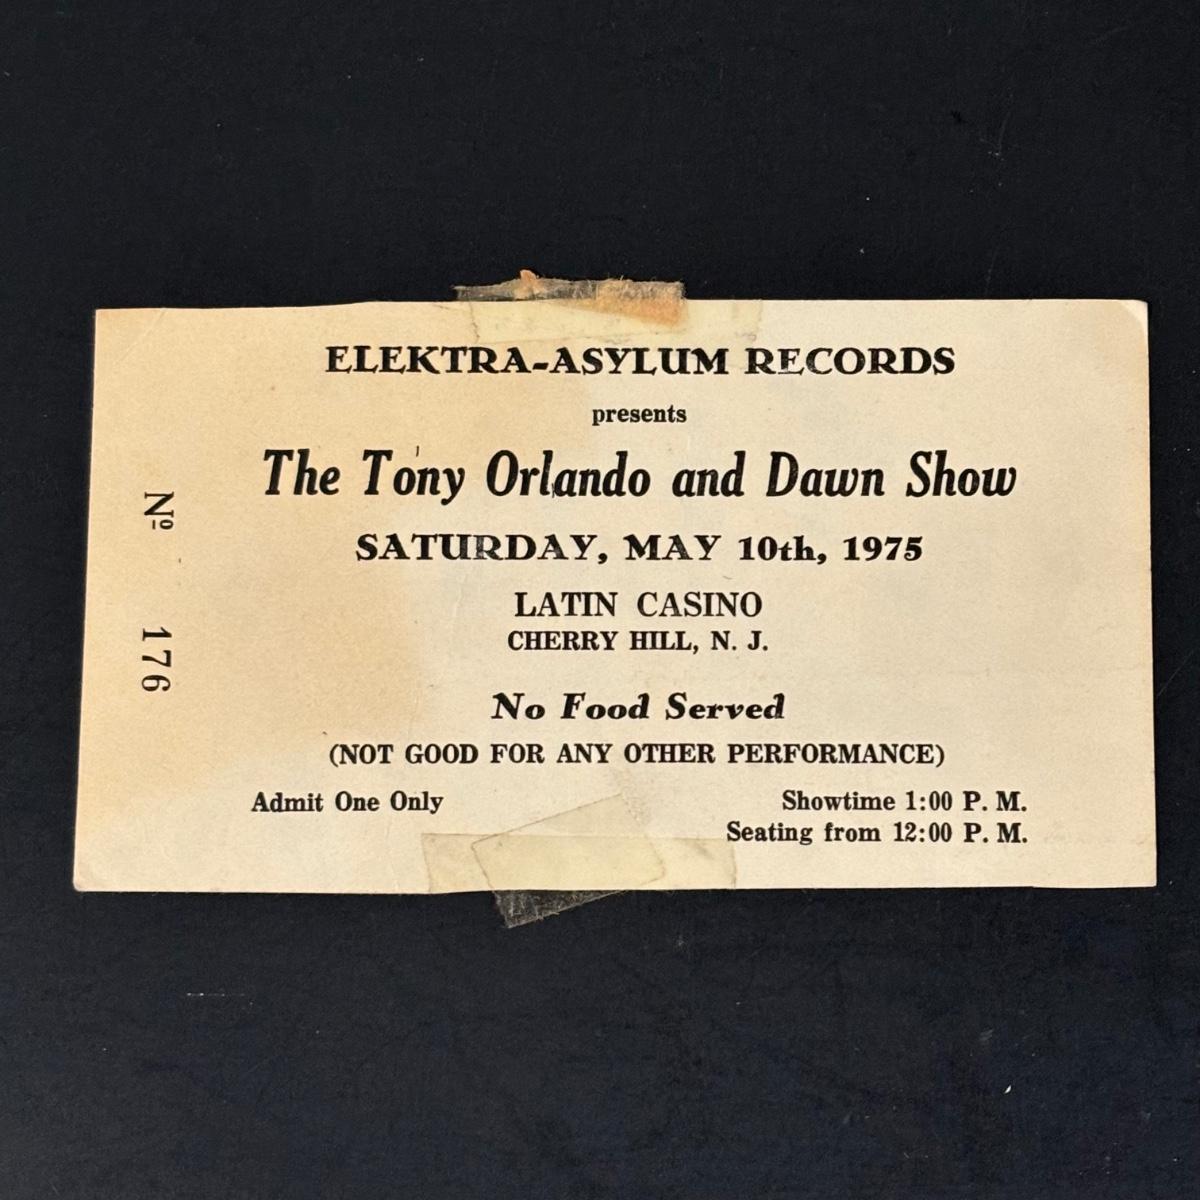 ELEKTRA-ASYLUM RECORDS
presents
The Tony Orlando and Dawn Show
SATURDAY, MAY 10th, 1975
LATIN CASINO
CHERRY HILL, N. J.
No Food Served
(NOT GOOD FOR ANY OTHER PERFORMANCE)
Admit One Only
Showtime 1:00 P. M.
Seating from 12:00 P. M.
Nº 176